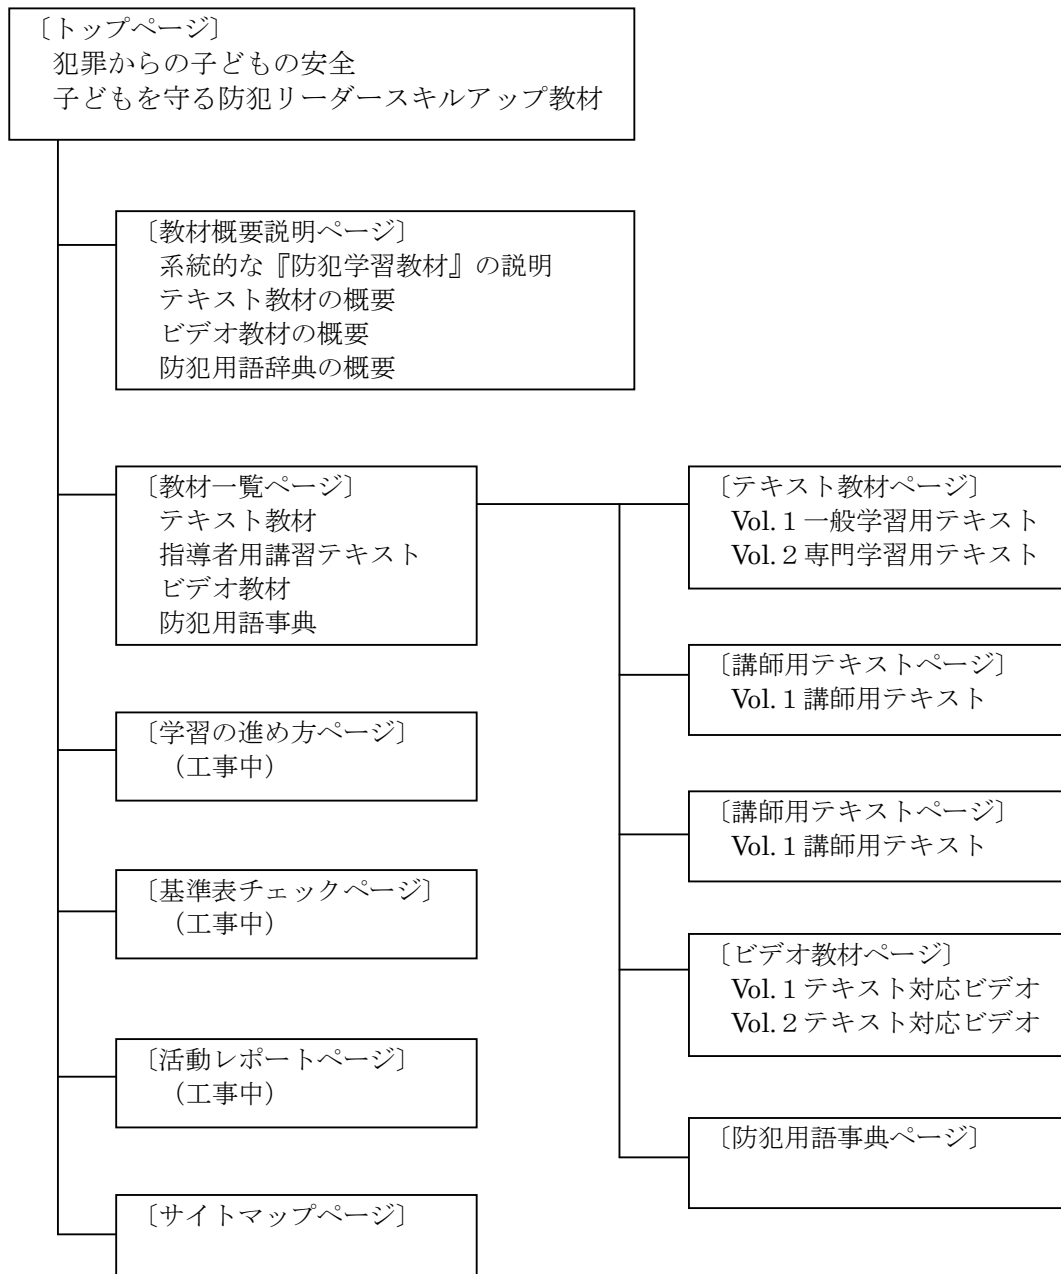 〔トップページ〕
犯罪からの子どもの安全
子どもを守る防犯リーダースキルアップ教材
〔教材概要説明ページ〕
系統的な『防犯学習教材』の説明
テキスト教材の概要
ビデオ教材の概要
防犯用語辞典の概要
〔教材一覧ページ〕
テキスト教材
指導者用講習テキスト
ビデオ教材
防犯用語事典
〔学習の進め方ページ〕
（工事中）
〔基準表チェックページ〕
（工事中）
〔活動レポートページ〕
（工事中）
〔サイトマップページ〕
〔テキスト教材ページ〕
Vol.１一般学習用テキスト
Vol.２専門学習用テキスト
〔講師用テキストページ〕
Vol.１講師用テキスト
〔講師用テキストページ〕
Vol.１講師用テキスト
〔ビデオ教材ページ〕
Vol.１テキスト対応ビデオ
Vol.２テキスト対応ビデオ
〔防犯用語事典ページ〕